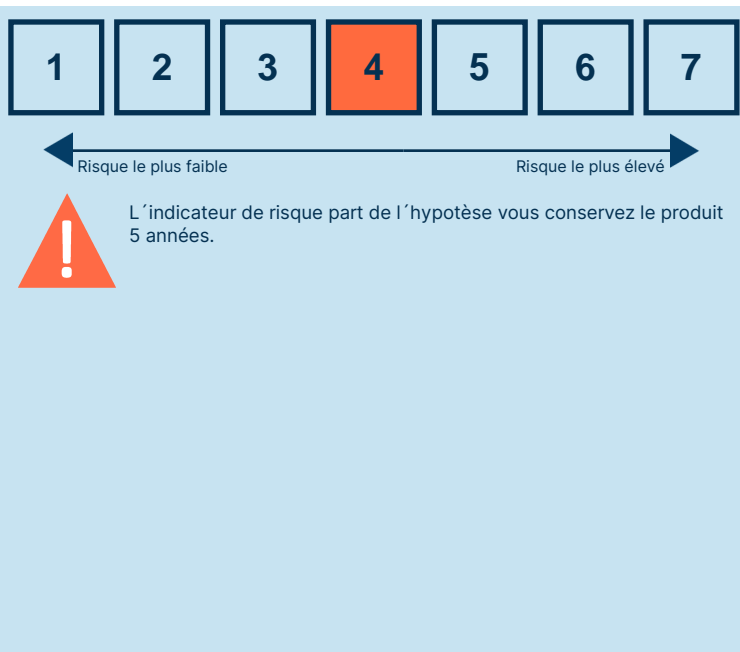 1 2 3 4 5 6 7
Risque le plus faible Risque le plus élevé
!
L´indicateur de risque part de l´hypotèse vous conservez le produit
5 années.